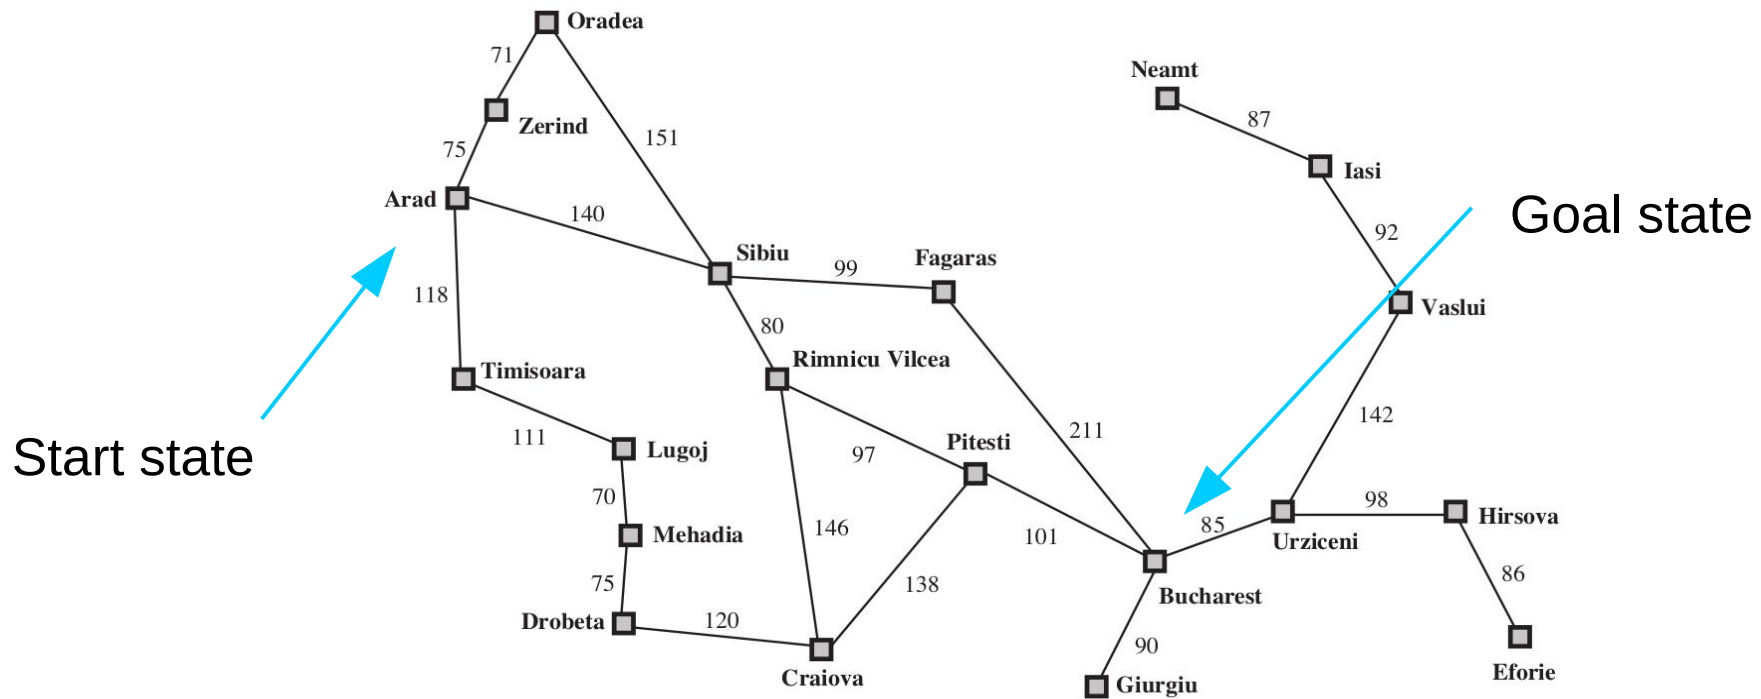 Oradea
71
Neamt
87
Zerind
151
75
Iasi
Arad
140
Goal state
92
Sibiu
Fagaras
99
118
Vaslui
80
Rimnicu Vilcea
Timisoara
142
211
111
Lugoj
Pitesti
97
Start state
70
98
Hirsova
146
101
85
Urziceni
Mehadia
86
75
138
Bucharest
Drobeta
120
90
Eforie
Craiova
Giurgiu